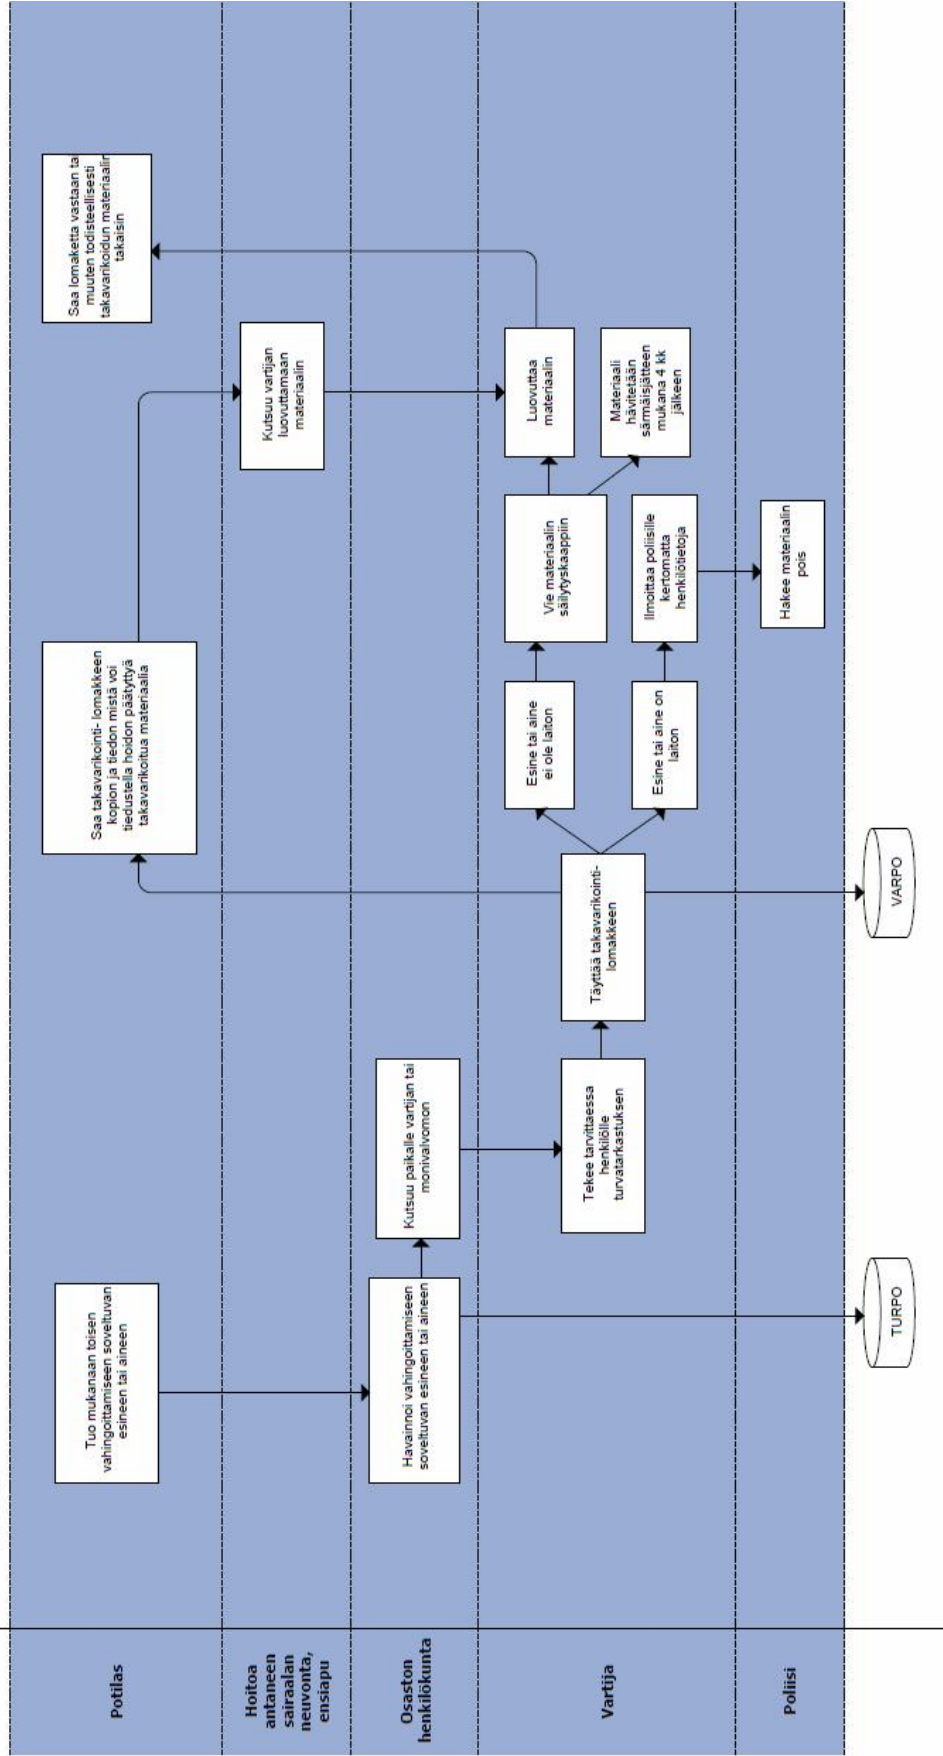 Potilas
Tuo mukanaan toisen
vahingoittamiseen soveltuvan
esineen tai aineen
Saa takavarikointi- lomakkeen
kopion ja tiedon mistä voi
tiedustella hoidon päätyttyä
takavarikoitua materiaalia
Saa lomaketta vastaan tai
muuten todisteellisesti
takavarikoidun materiaalin
takaisin
Hoitoa
antaneen
sairaalan
neuvonta,
ensiapu
Kutsuu vartijan
luovuttamaan
materiaalin
Osaston
henkilökunta
Havainnoi vahingoittamiseen
soveltuvan esineen tai aineen
Kutsuu paikalle vartijan tai
monivalvomon
Vartija
Tekee tarvittaessa
henkilölle
turvatarkastuksen
Täyttää takavarikointi-
lomakkeen
Esine tai aine
ei ole laiton
Esine tai aine on
laiton
Vie materiaalin
säilytyskaappiin
Ilmoittaa poliisille
kertomatta
henkilötietoja
Luovuttaa
materiaalin
Materiaali
hävitetään
särmäisjätteen
mukana 4 kk
jälkeen
Poliisi
Hakee materiaalin
pois
TURPO
VARPO